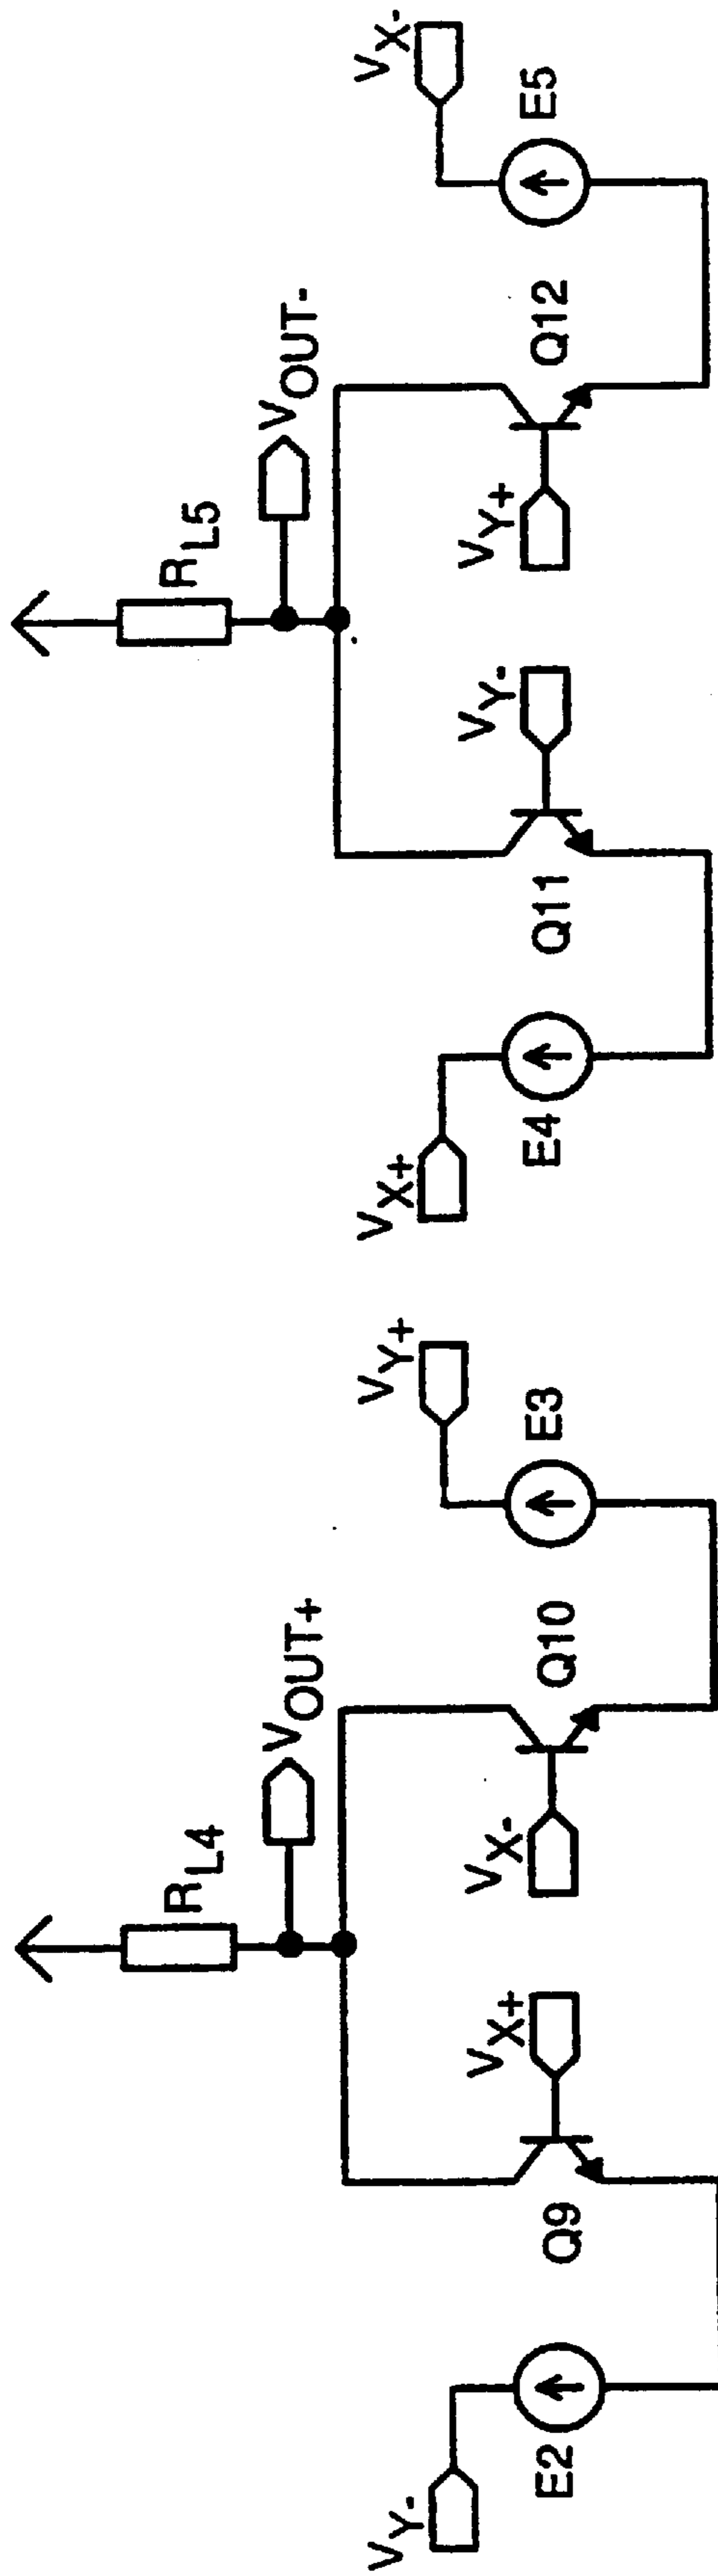 R_L4
V_OUT+
V_Y-
E2
Q9
V_X+
V_X-
Q10
E3
V_Y+
R_L5
V_OUT-
V_X+
E4
Q11
V_Y-
V_Y+
Q12
E5
V_X-